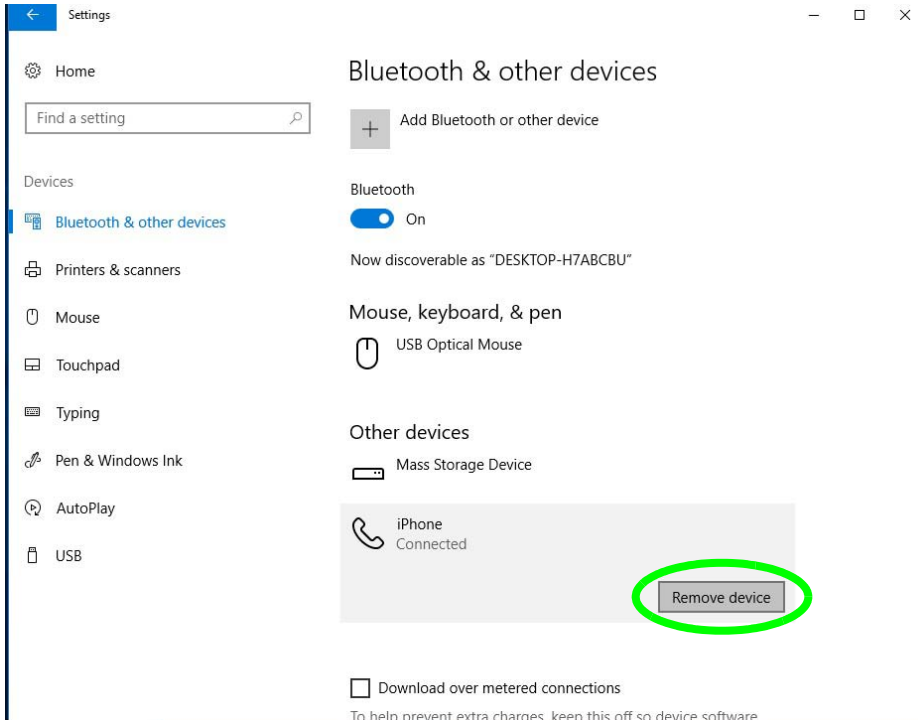 Settings
Home
Find a setting
Devices
Bluetooth & other devices
Printers & scanners
Mouse
Touchpad
Typing
Pen & Windows Ink
AutoPlay
USB
Bluetooth & other devices
Add Bluetooth or other device
Bluetooth
On
Now discoverable as “DESKTOP-H7ABCBU”
Mouse, keyboard, & pen
USB Optical Mouse
Other devices
Mass Storage Device
iPhone
Connected
Remove device
Download over metered connections
To help prevent extra charges, keep this off so device software